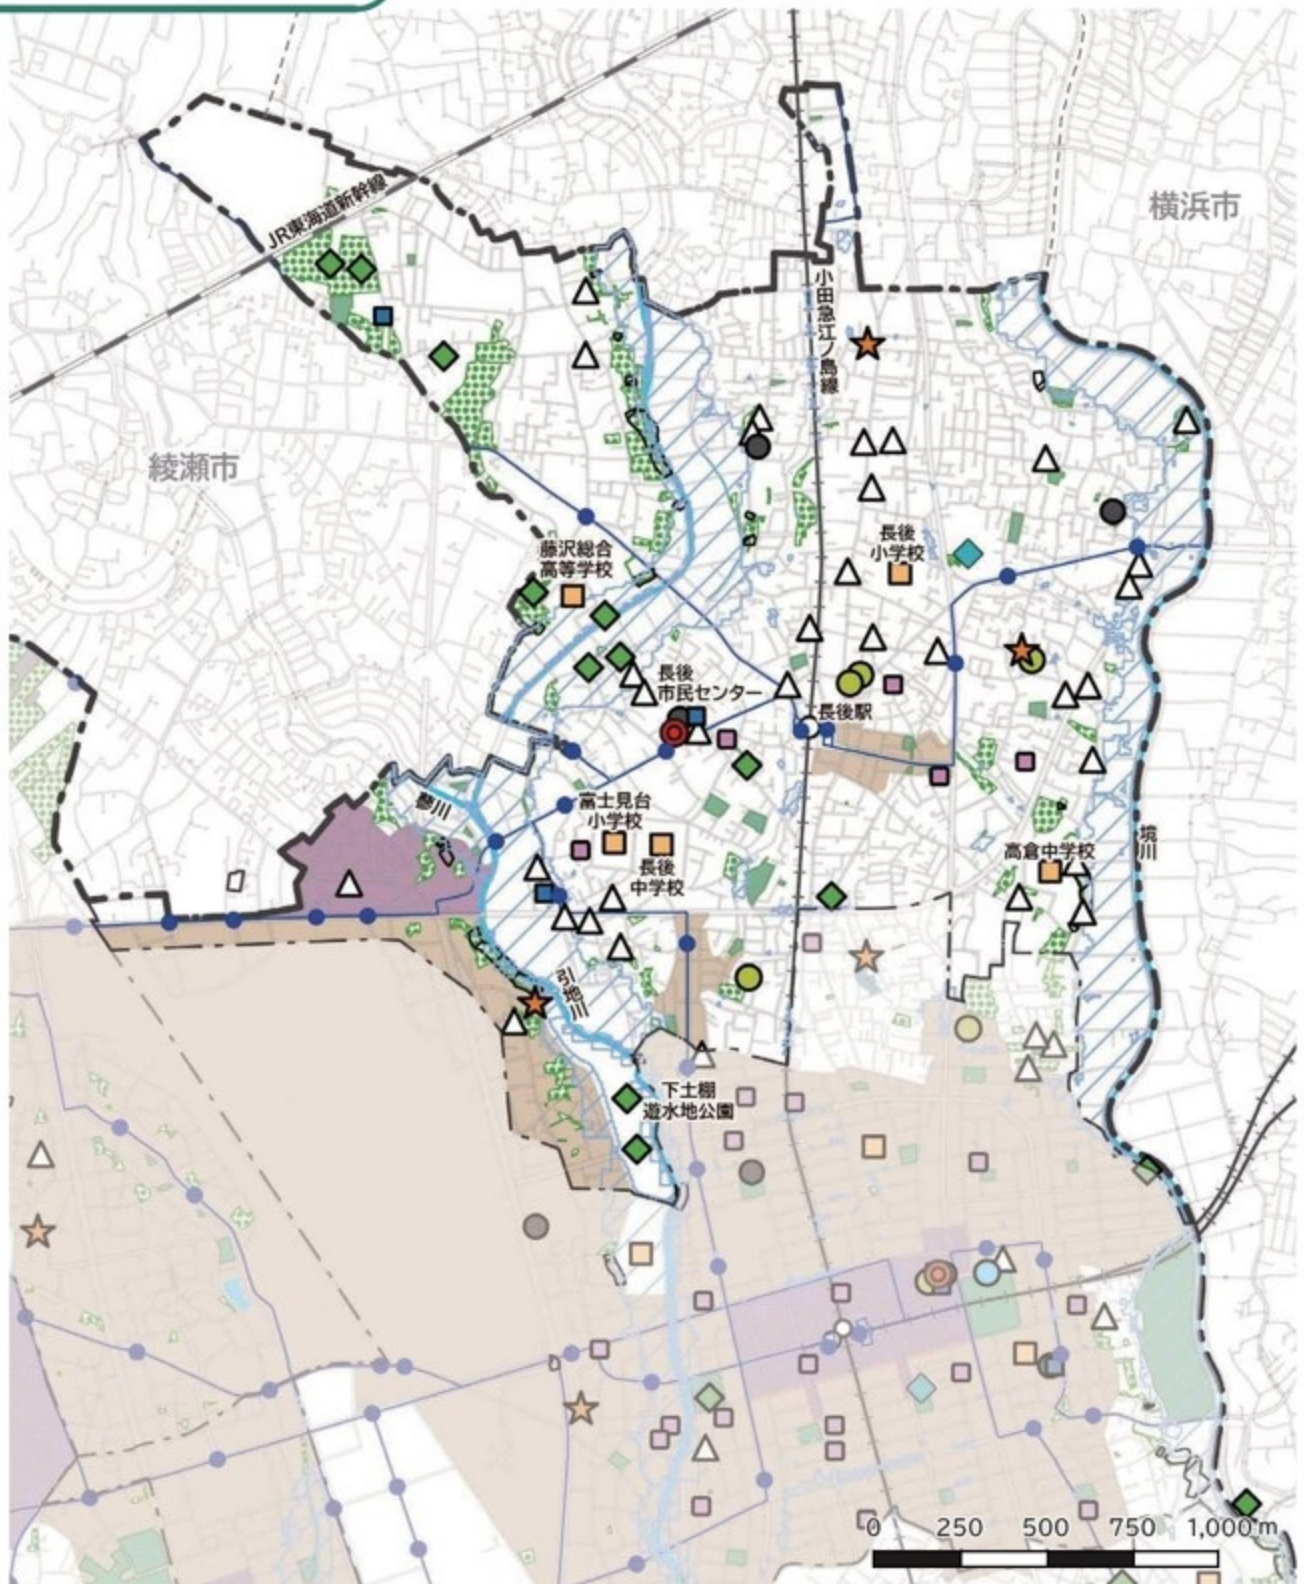 横浜市
JR東海道新幹線
小田急江ノ島線
綾瀬市
長後
小学校
藤沢総合
高等学校
長後
市民センター
長後駅
蓼川
富士見台
小学校
長後
中学校
高倉中学校
境川
引地川
下土棚
遊水地公園
0 250 500 750 1,000m